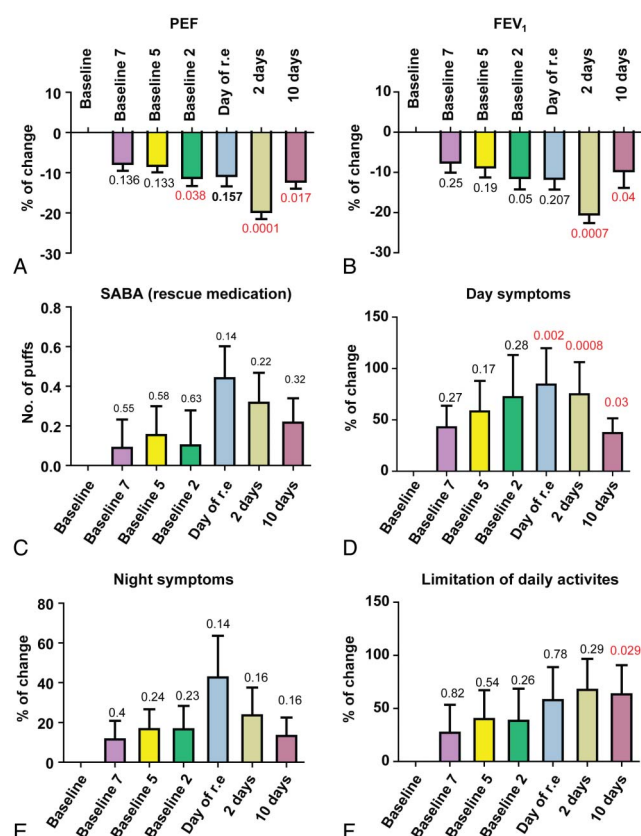 PEF
Baseline
Baseline 7
Baseline 5
Baseline 2
Day of r.e
2 days
10 days
10
0
-10
-20
-30
% of change
0.136
0.133
0.038
0.157
0.0001
0.017
A
FEV1
Baseline
Baseline 7
Baseline 5
Baseline 2
Day of r.e
2 days
10 days
10
0
-10
-20
-30
% of change
0.25
0.19
0.05
0.207
0.0007
0.04
B
SABA (rescue medication)
No. of puffs
0.8
0.6
0.4
0.2
0.0
0.55
0.58
0.63
0.14
0.22
0.32
Baseline
Baseline 7
Baseline 5
Baseline 2
Day of r.e
2 days
10 days
C
Day symptoms
% of change
150
100
50
0
0.27
0.17
0.28
0.002
0.0008
0.03
Baseline
Baseline 7
Baseline 5
Baseline 2
Day of r.e
2 days
10 days
D
Night symptoms
% of change
80
60
40
20
0
0.4
0.24
0.23
0.14
0.16
0.16
Baseline
Baseline 7
Baseline 5
Baseline 2
Day of r.e
2 days
10 days
Limitation of daily activites
% of change
150
100
50
0
0.82
0.54
0.26
0.78
0.29
0.029
Baseline
Baseline 7
Baseline 5
Baseline 2
Day of r.e
2 days
10 days